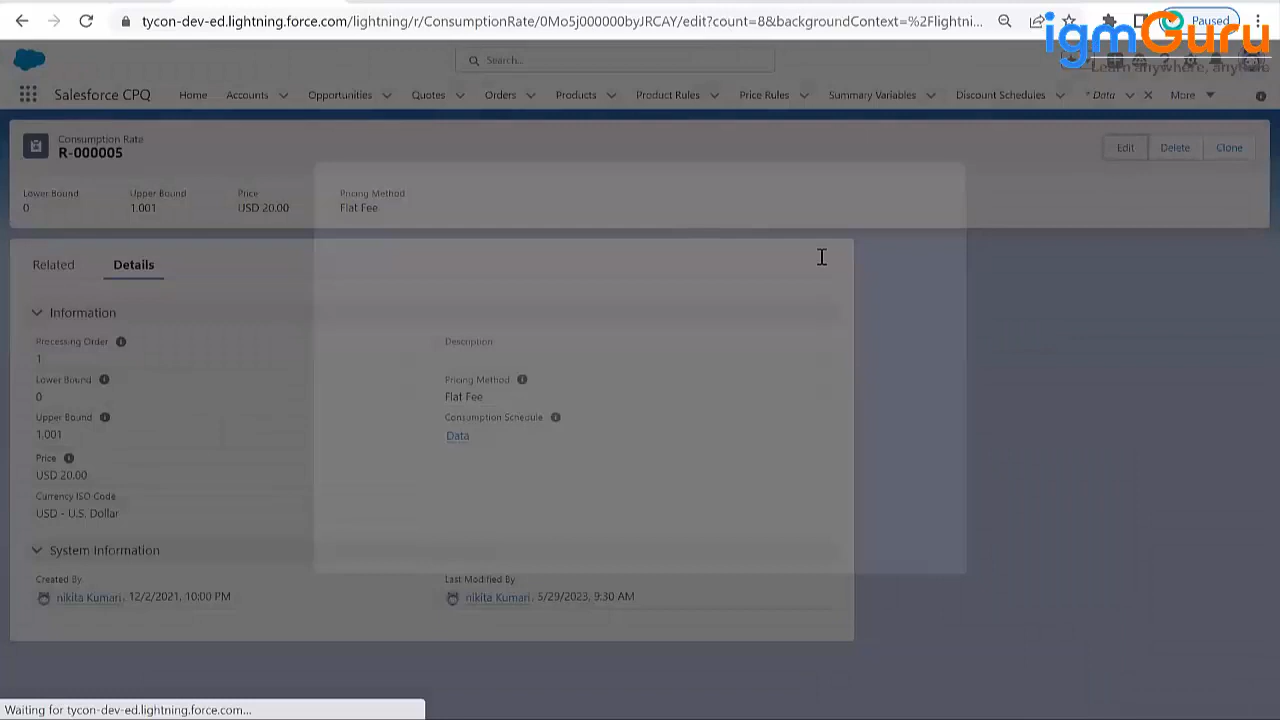 tycon-dev-ed.lightning.force.com/lightning/r/ConsumptionRate/0Mo5j000000byJRCAY/edit?count=8&backgroundContext=%2Flightni...
Paused
igmGuru
Learn anywhere, anytime
Search...
Salesforce CPQ
Home
Accounts
Opportunities
Quotes
Orders
Products
Product Rules
Price Rules
Summary Variables
Discount Schedules
* Data
More
Consumption Rate
R-000005
Edit
Delete
Clone
Lower Bound
Upper Bound
Price
Pricing Method
0
1.001
USD 20.00
Flat Fee
Related
Details
Information
Processing Order
1
Description
Lower Bound
0
Pricing Method
Flat Fee
Upper Bound
1.001
Consumption Schedule
Data
Price
USD 20.00
Currency ISO Code
USD - U.S. Dollar
System Information
Created By
nikita Kumari, 12/2/2021, 10:00 PM
Last Modified By
nikita Kumari, 5/29/2023, 9:30 AM
Waiting for tycon-dev-ed.lightning.force.com...